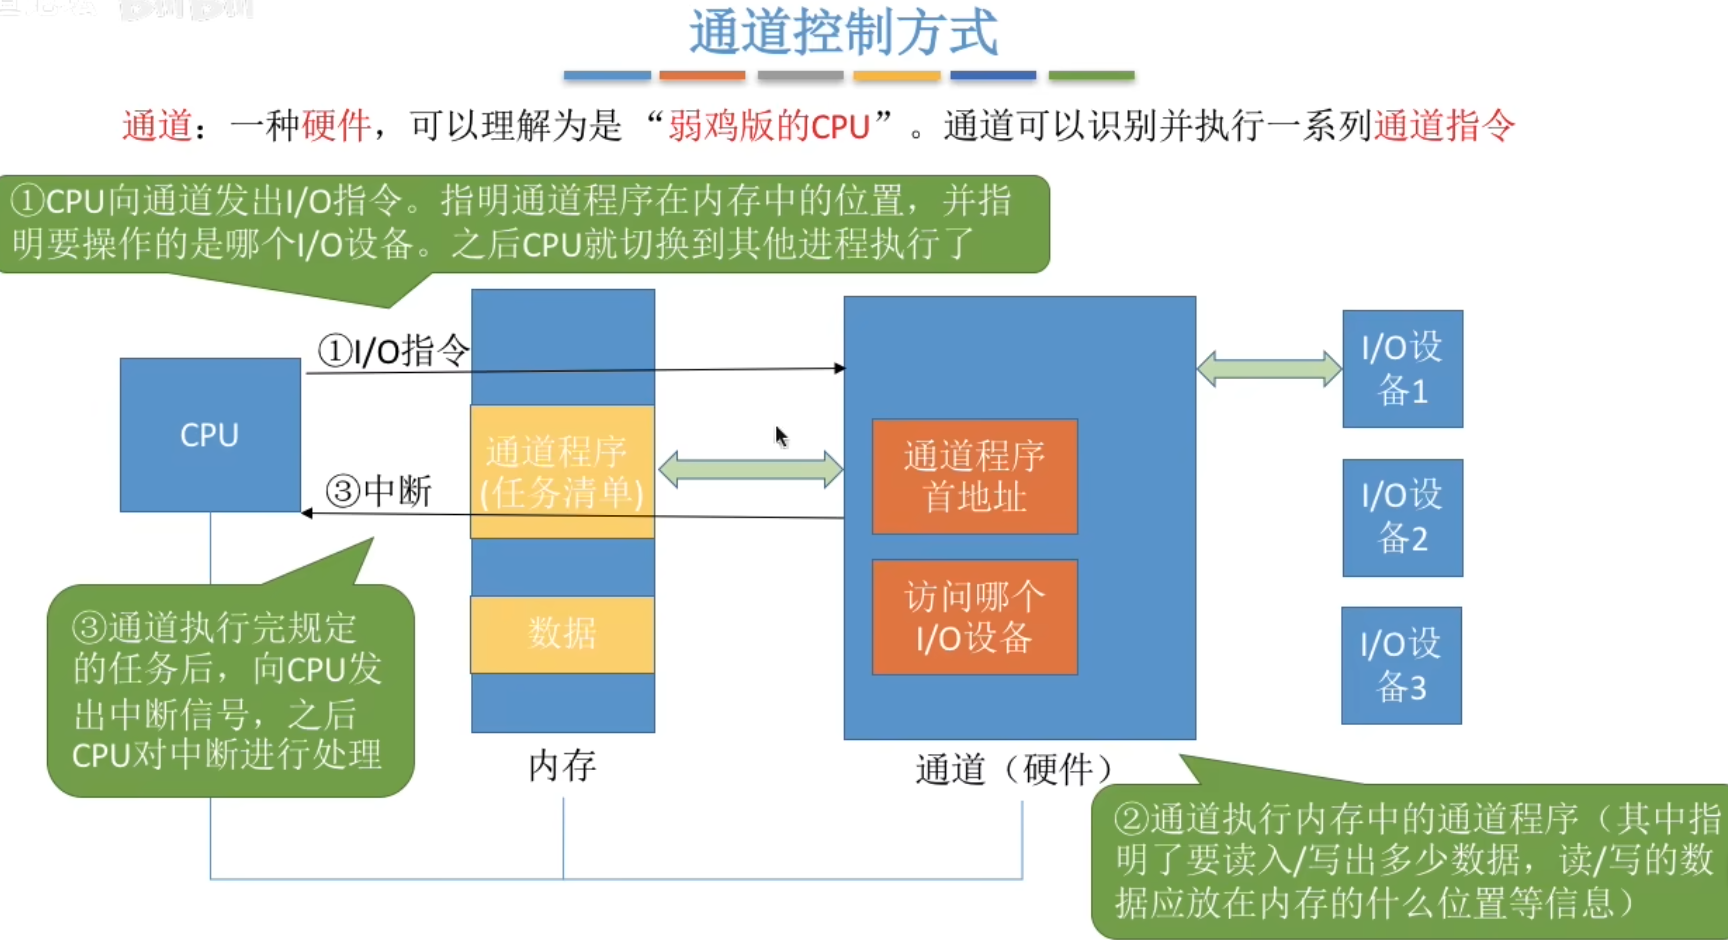 通道控制方式
通道：一种硬件，可以理解为是“弱鸡版的CPU”。通道可以识别并执行一系列通道指令
①CPU向通道发出I/O指令。指明通道程序在内存中的位置，并指
明要操作的是哪个I/O设备。之后CPU就切换到其他进程执行了
①I/O指令
CPU
③中断
通道程序
(任务清单)
数据
内存
通道程序
首地址
访问哪个
I/O设备
通道（硬件）
I/O设
备1
I/O设
备2
I/O设
备3
③通道执行完规定
的任务后，向CPU发
出中断信号，之后
CPU对中断进行处理
②通道执行内存中的通道程序（其中指
明了要读入/写出多少数据，读/写的数
据应放在内存的什么位置等信息）